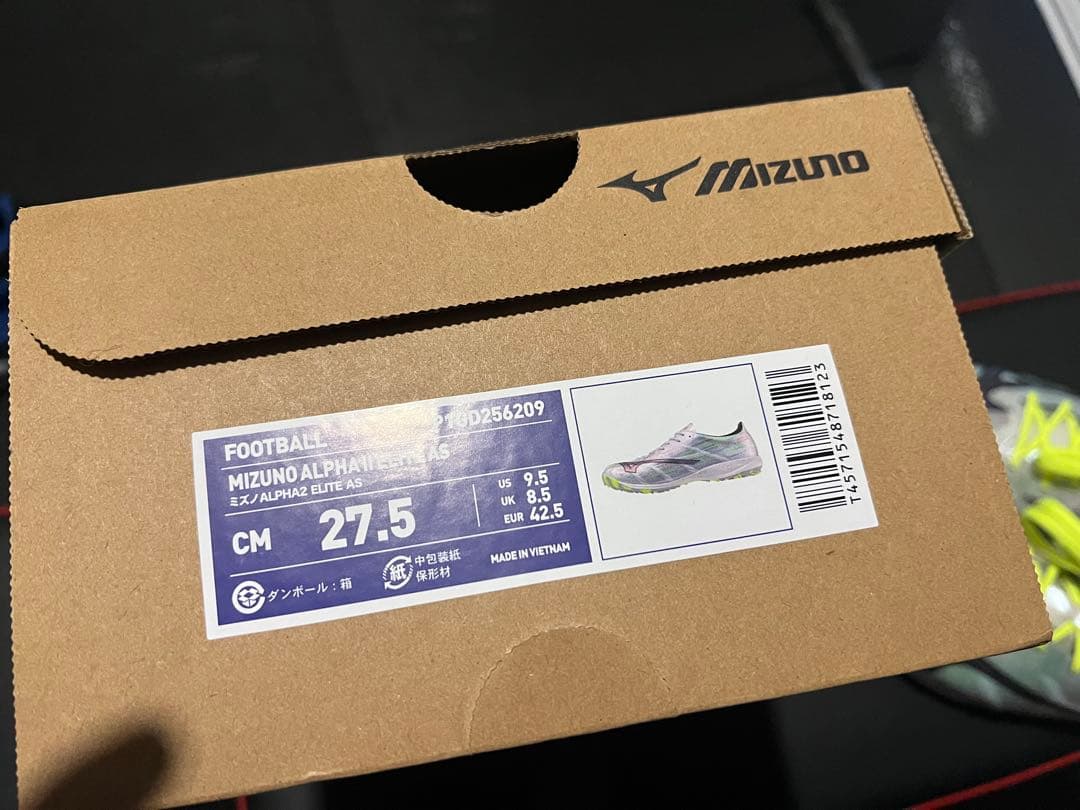 MIZUNO
FOOTBALL
P1GD256209
MIZUNO ALPHA II ELITE AS
ミズノ ALPHA2 ELITE AS
CM 27.5
US 9.5
UK 8.5
EUR 42.5
ダンボール：箱
紙 中包装紙
保形材
MADE IN VIETNAM
T4571548718123